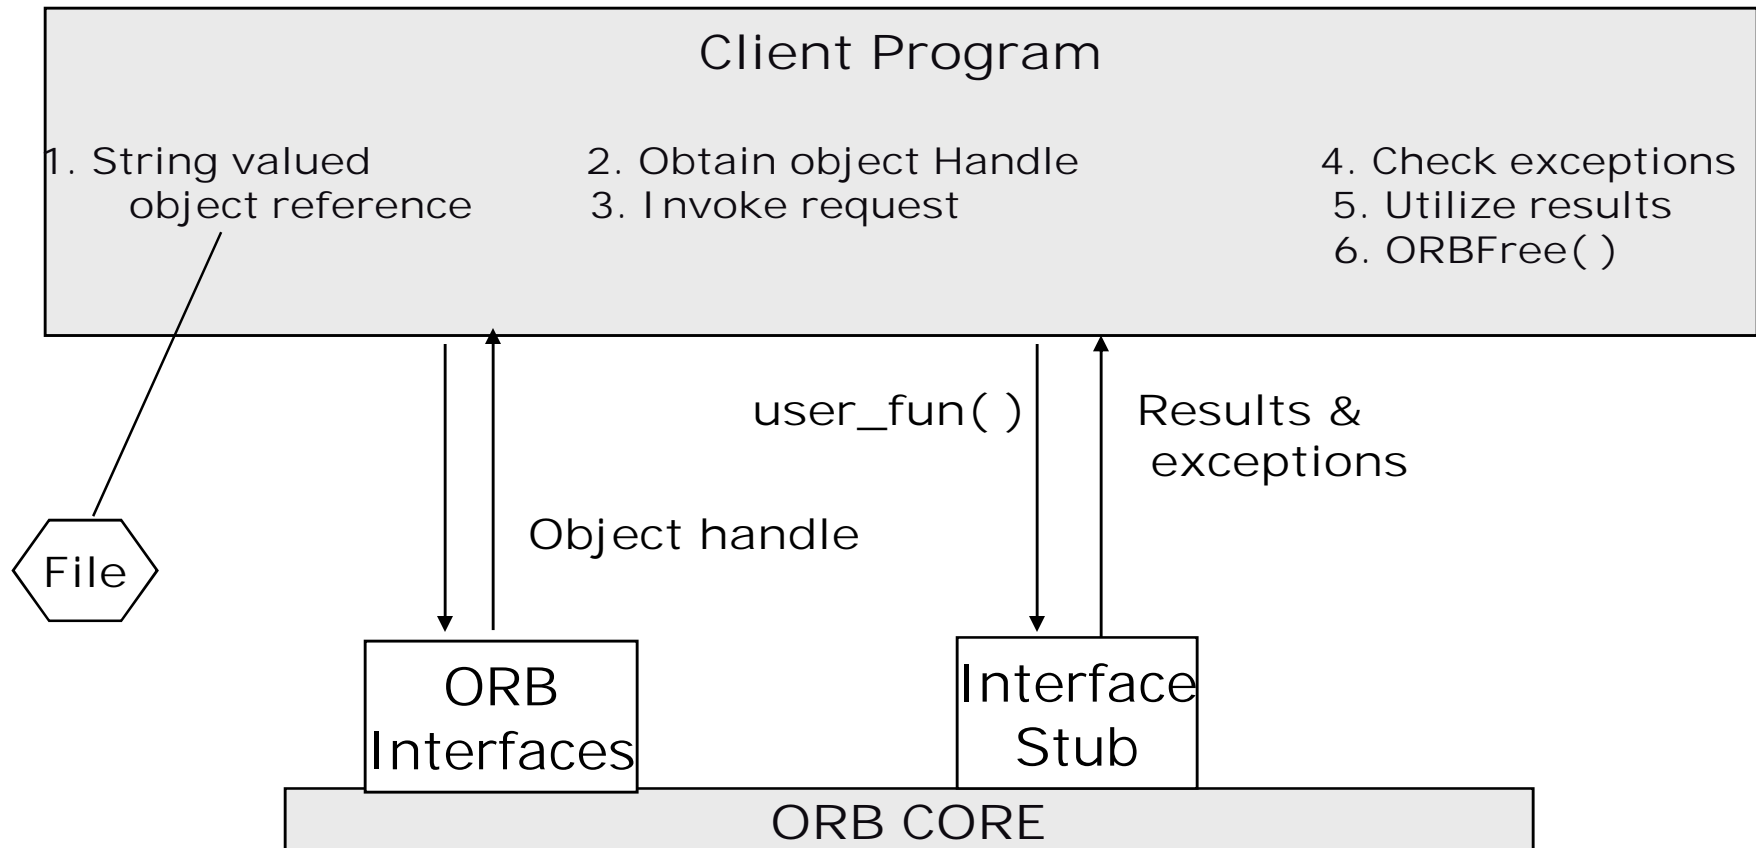 Client Program
1. String valued
object reference
2. Obtain object Handle
3. Invoke request
4. Check exceptions
5. Utilize results
6. ORBFree( )
user_fun( )
Results &
exceptions
Object handle
File
ORB
Interfaces
Interface
Stub
ORB CORE